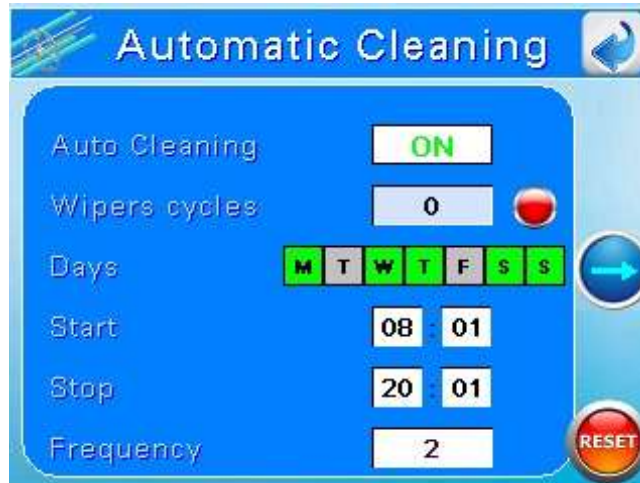 Automatic Cleaning
Auto Cleaning ON
Wipers cycles 0
Days M T W T F S S
Start 08 : 01
Stop 20 : 01
Frequency 2
RESET